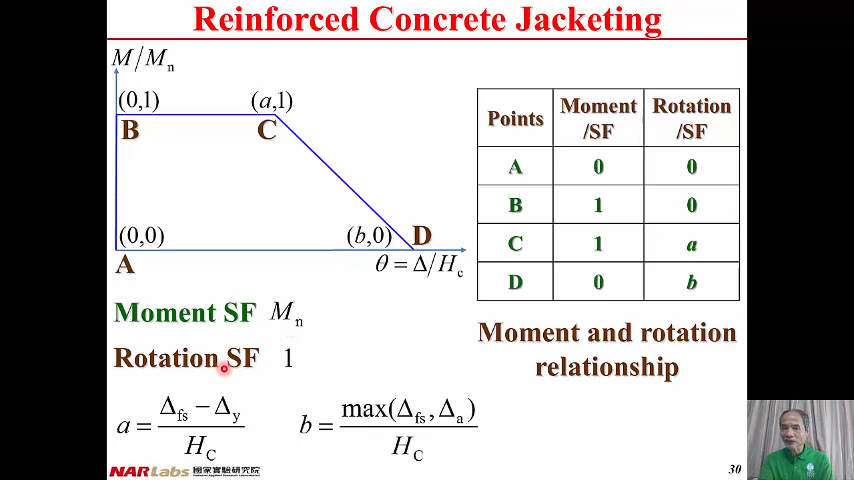 Reinforced Concrete Jacketing
M/Mn
(0,1)
(a,1)
B
C
(0,0)
(b,0)
D
A
θ = Δ/Hc
Points Moment /SF Rotation /SF
A 0 0
B 1 0
C 1 a
D 0 b
Moment SF Mn
Rotation SF 1
Moment and rotation
relationship
a = (Δfs − Δy) / HC
b = max(Δfs, Δa) / HC
NARLabs 國家實驗研究院
30